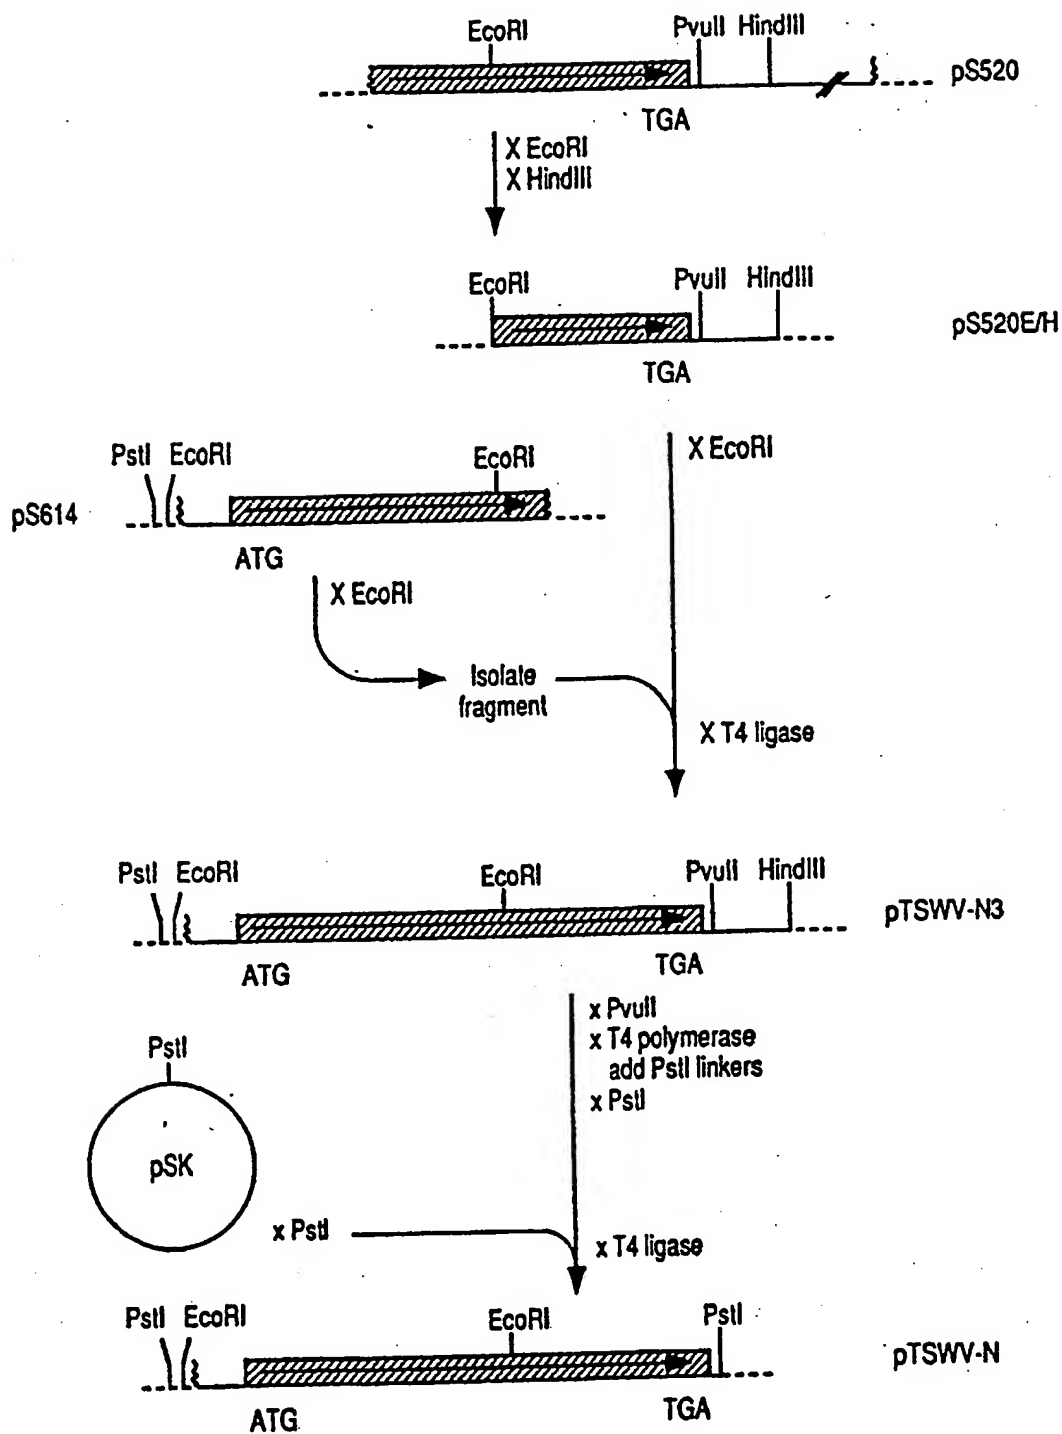 EcoRI PvuII HindIII
pS520
TGA
X EcoRI
X HindIII
EcoRI PvuII HindIII
pS520E/H
TGA
PstI EcoRI EcoRI
X EcoRI
pS614
ATG
X EcoRI
Isolate
fragment
X T4 ligase
PstI EcoRI EcoRI PvuII HindIII
pTSWV-N3
ATG TGA
x PvuII
x T4 polymerase
add PstI linkers
x PstI
PstI
pSK
x PstI
x T4 ligase
PstI EcoRI EcoRI PstI
pTSWV-N
ATG TGA